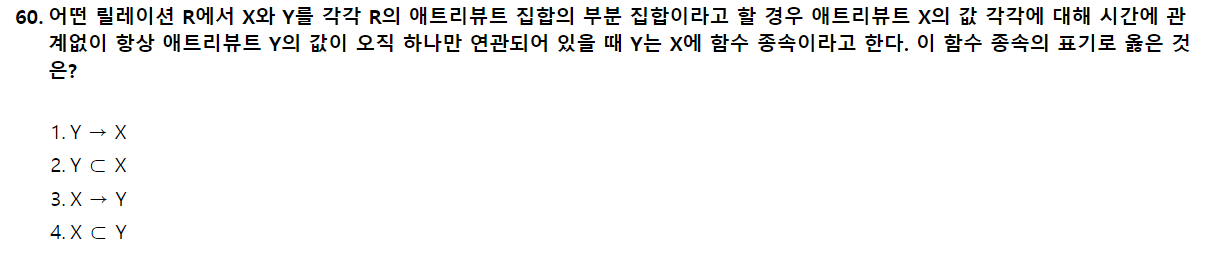 60. 어떤 릴레이션 R에서 X와 Y를 각각 R의 애트리뷰트 집합의 부분 집합이라고 할 경우 애트리뷰트 X의 값 각각에 대해 시간에 관
계없이 항상 애트리뷰트 Y의 값이 오직 하나만 연관되어 있을 때 Y는 X에 함수 종속이라고 한다. 이 함수 종속의 표기로 옳은 것
은?
1. Y → X
2. Y ⊂ X
3. X → Y
4. X ⊂ Y